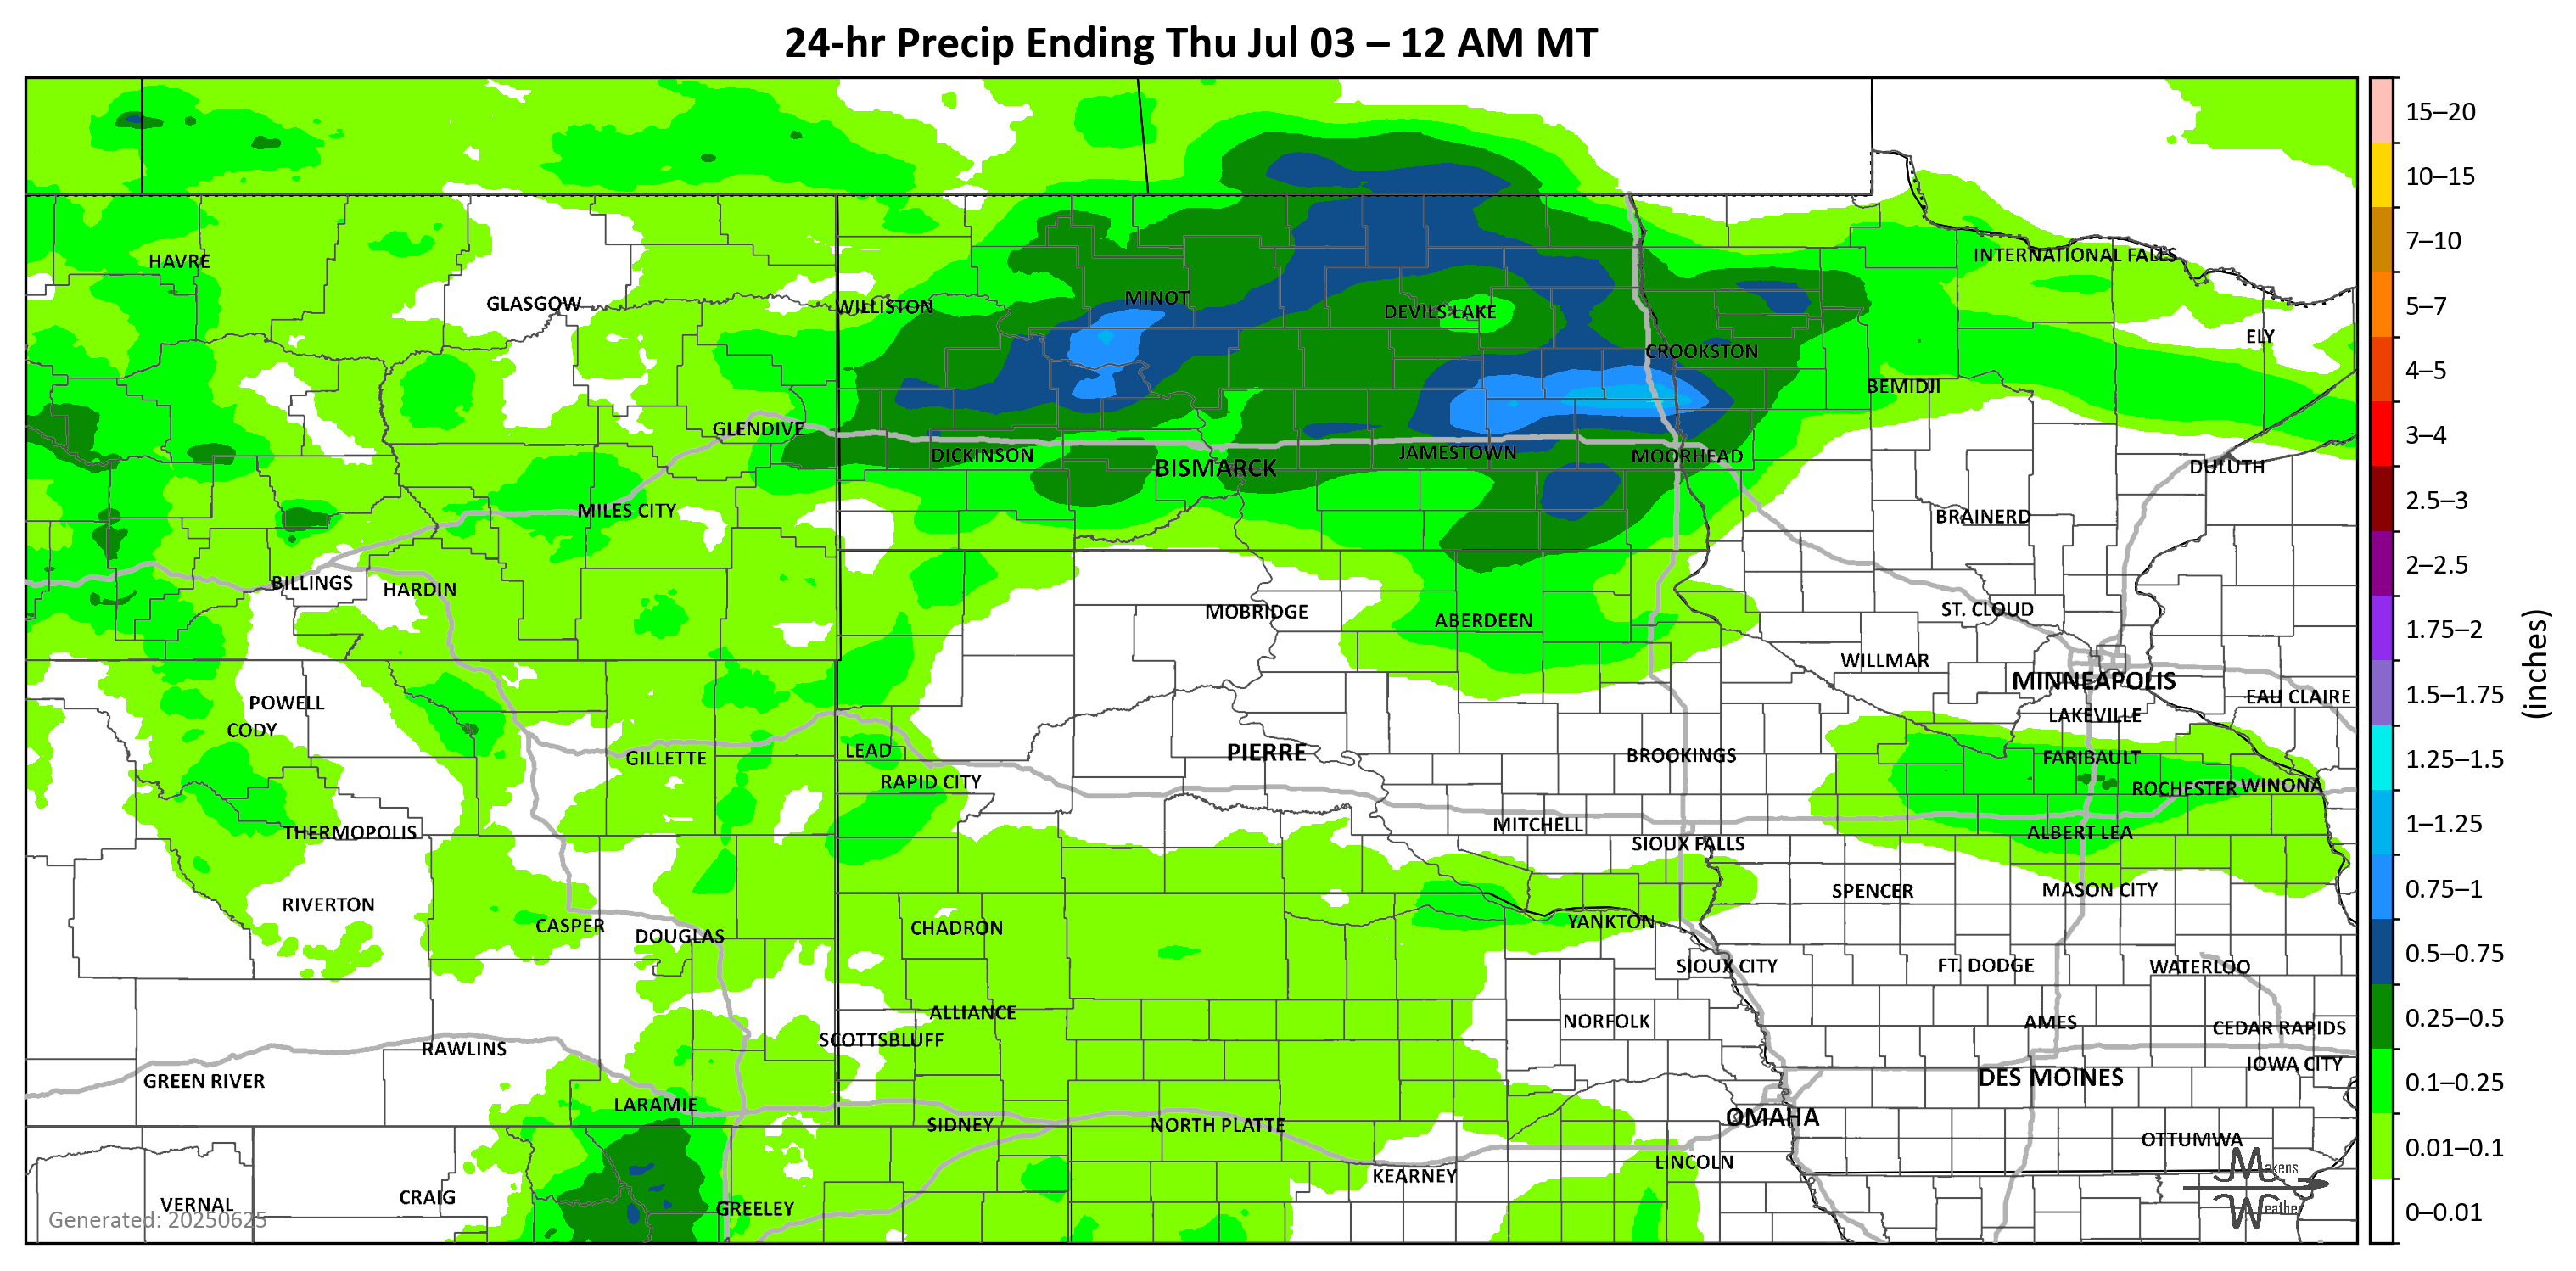 24-hr Precip Ending Thu Jul 03 – 12 AM MT
15–20
10–15
7–10
5–7
4–5
3–4
2.5–3
2–2.5
1.75–2
1.5–1.75
1.25–1.5
1–1.25
0.75–1
0.5–0.75
0.25–0.5
0.1–0.25
0.01–0.1
0–0.01
(inches)
HAVRE
INTERNATIONAL FALLS
GLASGOW
WILLISTON
MINOT
DEVILS LAKE
ELY
CROOKSTON
BEMIDJI
GLENDIVE
DICKINSON
BISMARCK
JAMESTOWN
MOORHEAD
DULUTH
MILES CITY
BRAINERD
BILLINGS
HARDIN
MOBRIDGE
ABERDEEN
ST. CLOUD
WILLMAR
MINNEAPOLIS
POWELL
EAU CLAIRE
CODY
LAKEVILLE
GILLETTE
LEAD
PIERRE
BROOKINGS
FARIBAULT
RAPID CITY
ROCHESTER
WINONA
THERMOPOLIS
MITCHELL
ALBERT LEA
SIOUX FALLS
RIVERTON
SPENCER
MASON CITY
CASPER
DOUGLAS
CHADRON
YANKTON
SIOUX CITY
FT. DODGE
WATERLOO
ALLIANCE
NORFOLK
AMES
CEDAR RAPIDS
RAWLINS
SCOTTSBLUFF
GREEN RIVER
IOWA CITY
LARAMIE
DES MOINES
SIDNEY
NORTH PLATTE
OMAHA
OTTUMWA
KEARNEY
LINCOLN
VERNAL
CRAIG
GREELEY
Makens
Weather
Generated: 20250625